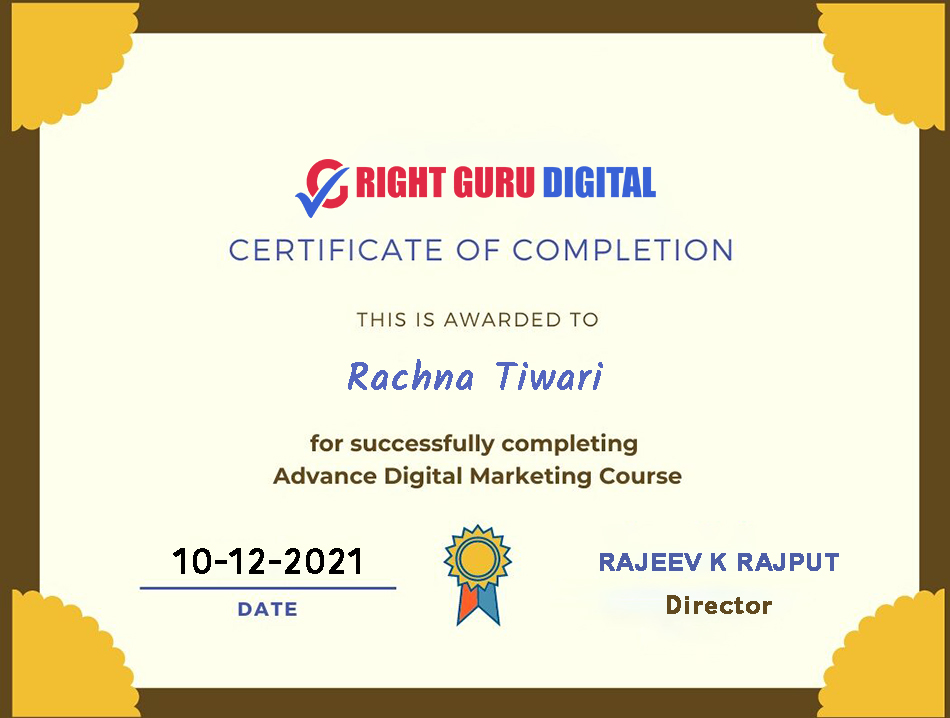 RIGHT GURU DIGITAL
CERTIFICATE OF COMPLETION
THIS IS AWARDED TO
Rachna Tiwari
for successfully completing
Advance Digital Marketing Course
10-12-2021
DATE
RAJEEV K RAJPUT
Director